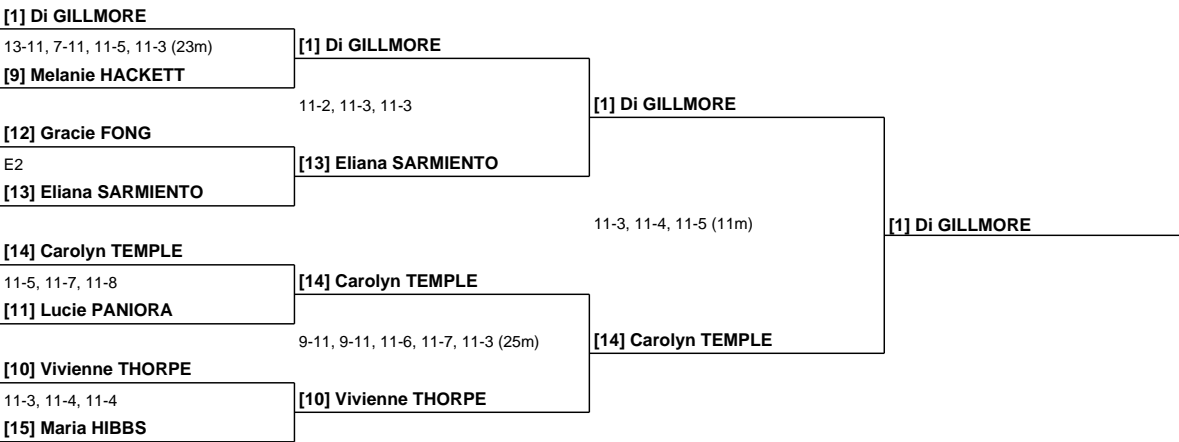 [1] Di GILLMORE
13-11, 7-11, 11-5, 11-3 (23m)
[9] Melanie HACKETT
[12] Gracie FONG
E2
[13] Eliana SARMIENTO
[14] Carolyn TEMPLE
11-5, 11-7, 11-8
[11] Lucie PANIORA
[10] Vivienne THORPE
11-3, 11-4, 11-4
[15] Maria HIBBS
[1] Di GILLMORE
11-2, 11-3, 11-3
[13] Eliana SARMIENTO
[14] Carolyn TEMPLE
9-11, 9-11, 11-6, 11-7, 11-3 (25m)
[10] Vivienne THORPE
[1] Di GILLMORE
11-3, 11-4, 11-5 (11m)
[14] Carolyn TEMPLE
[1] Di GILLMORE